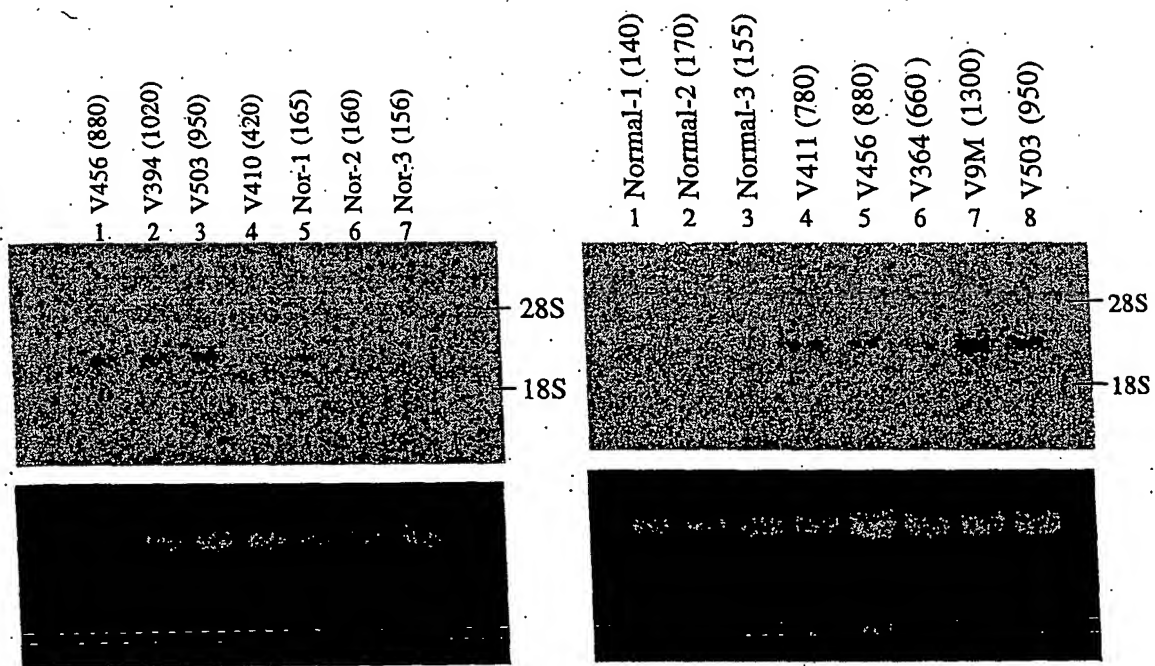 1 V456 (880)
2 V394 (1020)
3 V503 (950)
4 V410 (420)
5 Nor-1 (165)
6 Nor-2 (160)
7 Nor-3 (156)
28S
18S
1 Normal-1 (140)
2 Normal-2 (170)
3 Normal-3 (155)
4 V411 (780)
5 V456 (880)
6 V364 (660)
7 V9M (1300)
8 V503 (950)
28S
18S